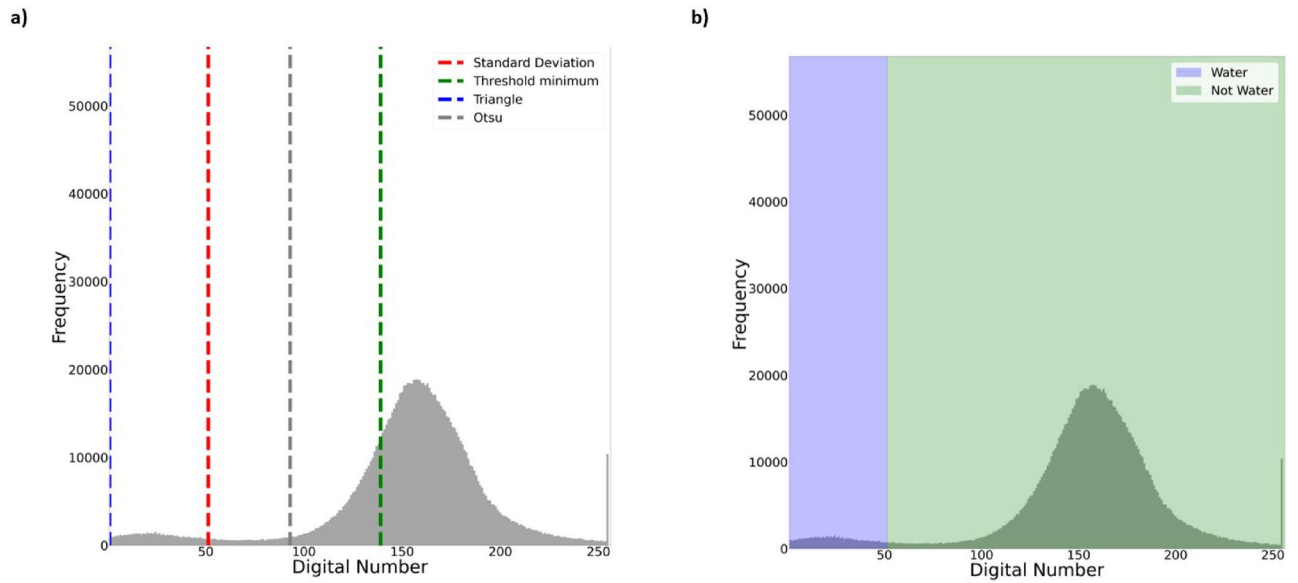 a)
Standard Deviation
Threshold minimum
Triangle
Otsu
50000
40000
30000
20000
10000
0
Frequency
50
100
150
200
250
Digital Number
b)
Water
Not Water
50000
40000
30000
20000
10000
0
Frequency
50
100
150
200
250
Digital Number